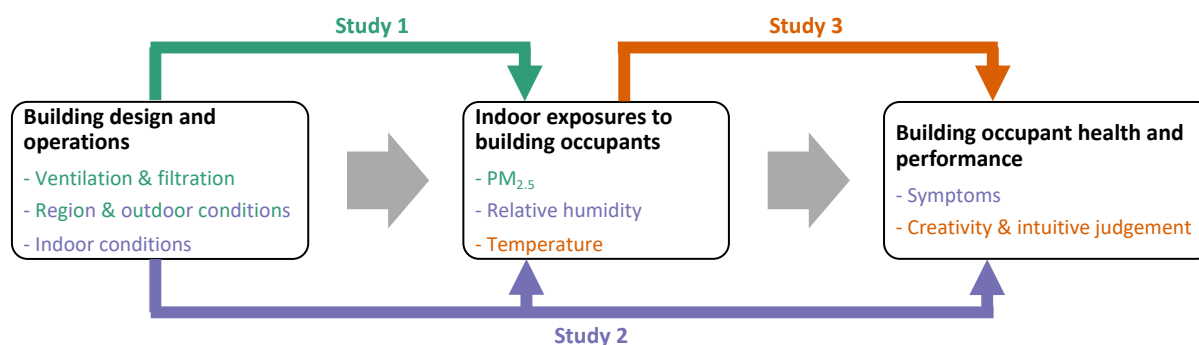 Study 1
Study 3
Building design and
operations
- Ventilation & filtration
- Region & outdoor conditions
- Indoor conditions
Indoor exposures to
building occupants
- PM2.5
- Relative humidity
- Temperature
Building occupant health and
performance
- Symptoms
- Creativity & intuitive judgement
Study 2